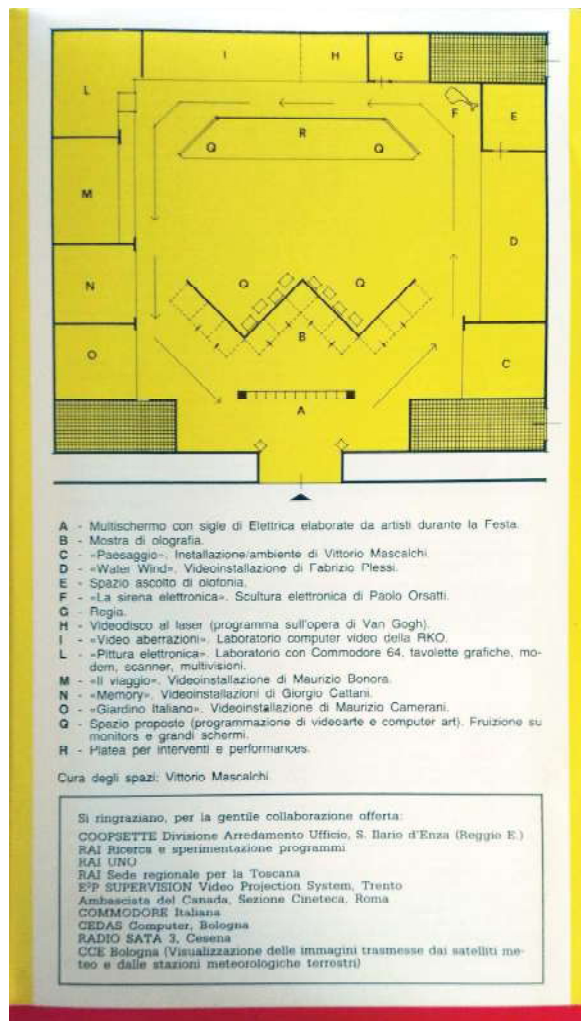 I
H
G
L
F
E
R
Q
Q
M
D
Q
Q
N
B
O
C
A
A - Multischermo con sigle di Elettrica elaborate da artisti durante la Festa.
B - Mostra di olografia.
C - «Paesaggio». Installazione/ambiente di Vittorio Mascalchi.
D - «Water Wind». Videoinstallazione di Fabrizio Plessi.
E - Spazio ascolto di olofonia.
F - «La sirena elettronica». Scultura elettronica di Paolo Orsatti.
G - Regia.
H - Videodisco al laser (programma sull'opera di Van Gogh).
I - «Video aberrazioni». Laboratorio computer video della RKO.
L - «Pittura elettronica». Laboratorio con Commodore 64, tavolette grafiche, mo-
dem, scanner, multivisioni.
M - «Il viaggio». Videoinstallazione di Maurizio Bonora.
N - «Memory». Videoinstallazioni di Giorgio Cattani.
O - «Giardino Italiano». Videoinstallazione di Maurizio Camerani.
Q - Spazio proposto (programmazione di videoarte e computer art). Fruizione su
monitors e grandi schermi.
R - Platea per interventi e performances.
Cura degli spazi: Vittorio Mascalchi
Si ringraziano, per la gentile collaborazione offerta:
COOPSETTE Divisione Arredamento Ufficio, S. Ilario d'Enza (Reggio E.)
RAI Ricerca e sperimentazione programmi
RAI UNO
RAI Sede regionale per la Toscana
E²P SUPERVISION Video Projection System, Trento
Ambasciata del Canada, Sezione Cineteca, Roma
COMMODORE Italiana
CEDAS Computer, Bologna
RADIO SATA 3, Cesena
CCE Bologna (Visualizzazione delle immagini trasmesse dai satelliti me-
teo e dalle stazioni meteorologiche terrestri)